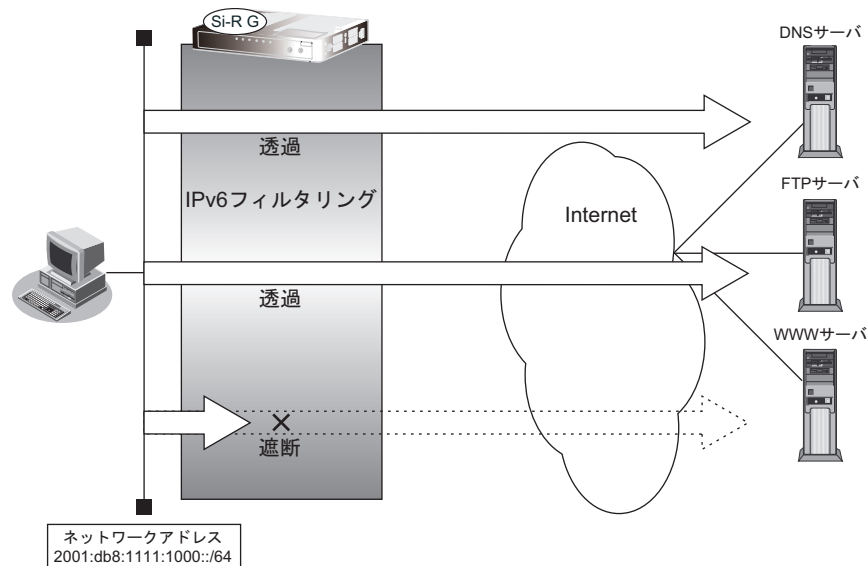 Si-R G
DNSサーバ
透過
IPv6フィルタリング
FTPサーバ
Internet
透過
WWWサーバ
×
遮断
ネットワークアドレス
2001:db8:1111:1000::/64